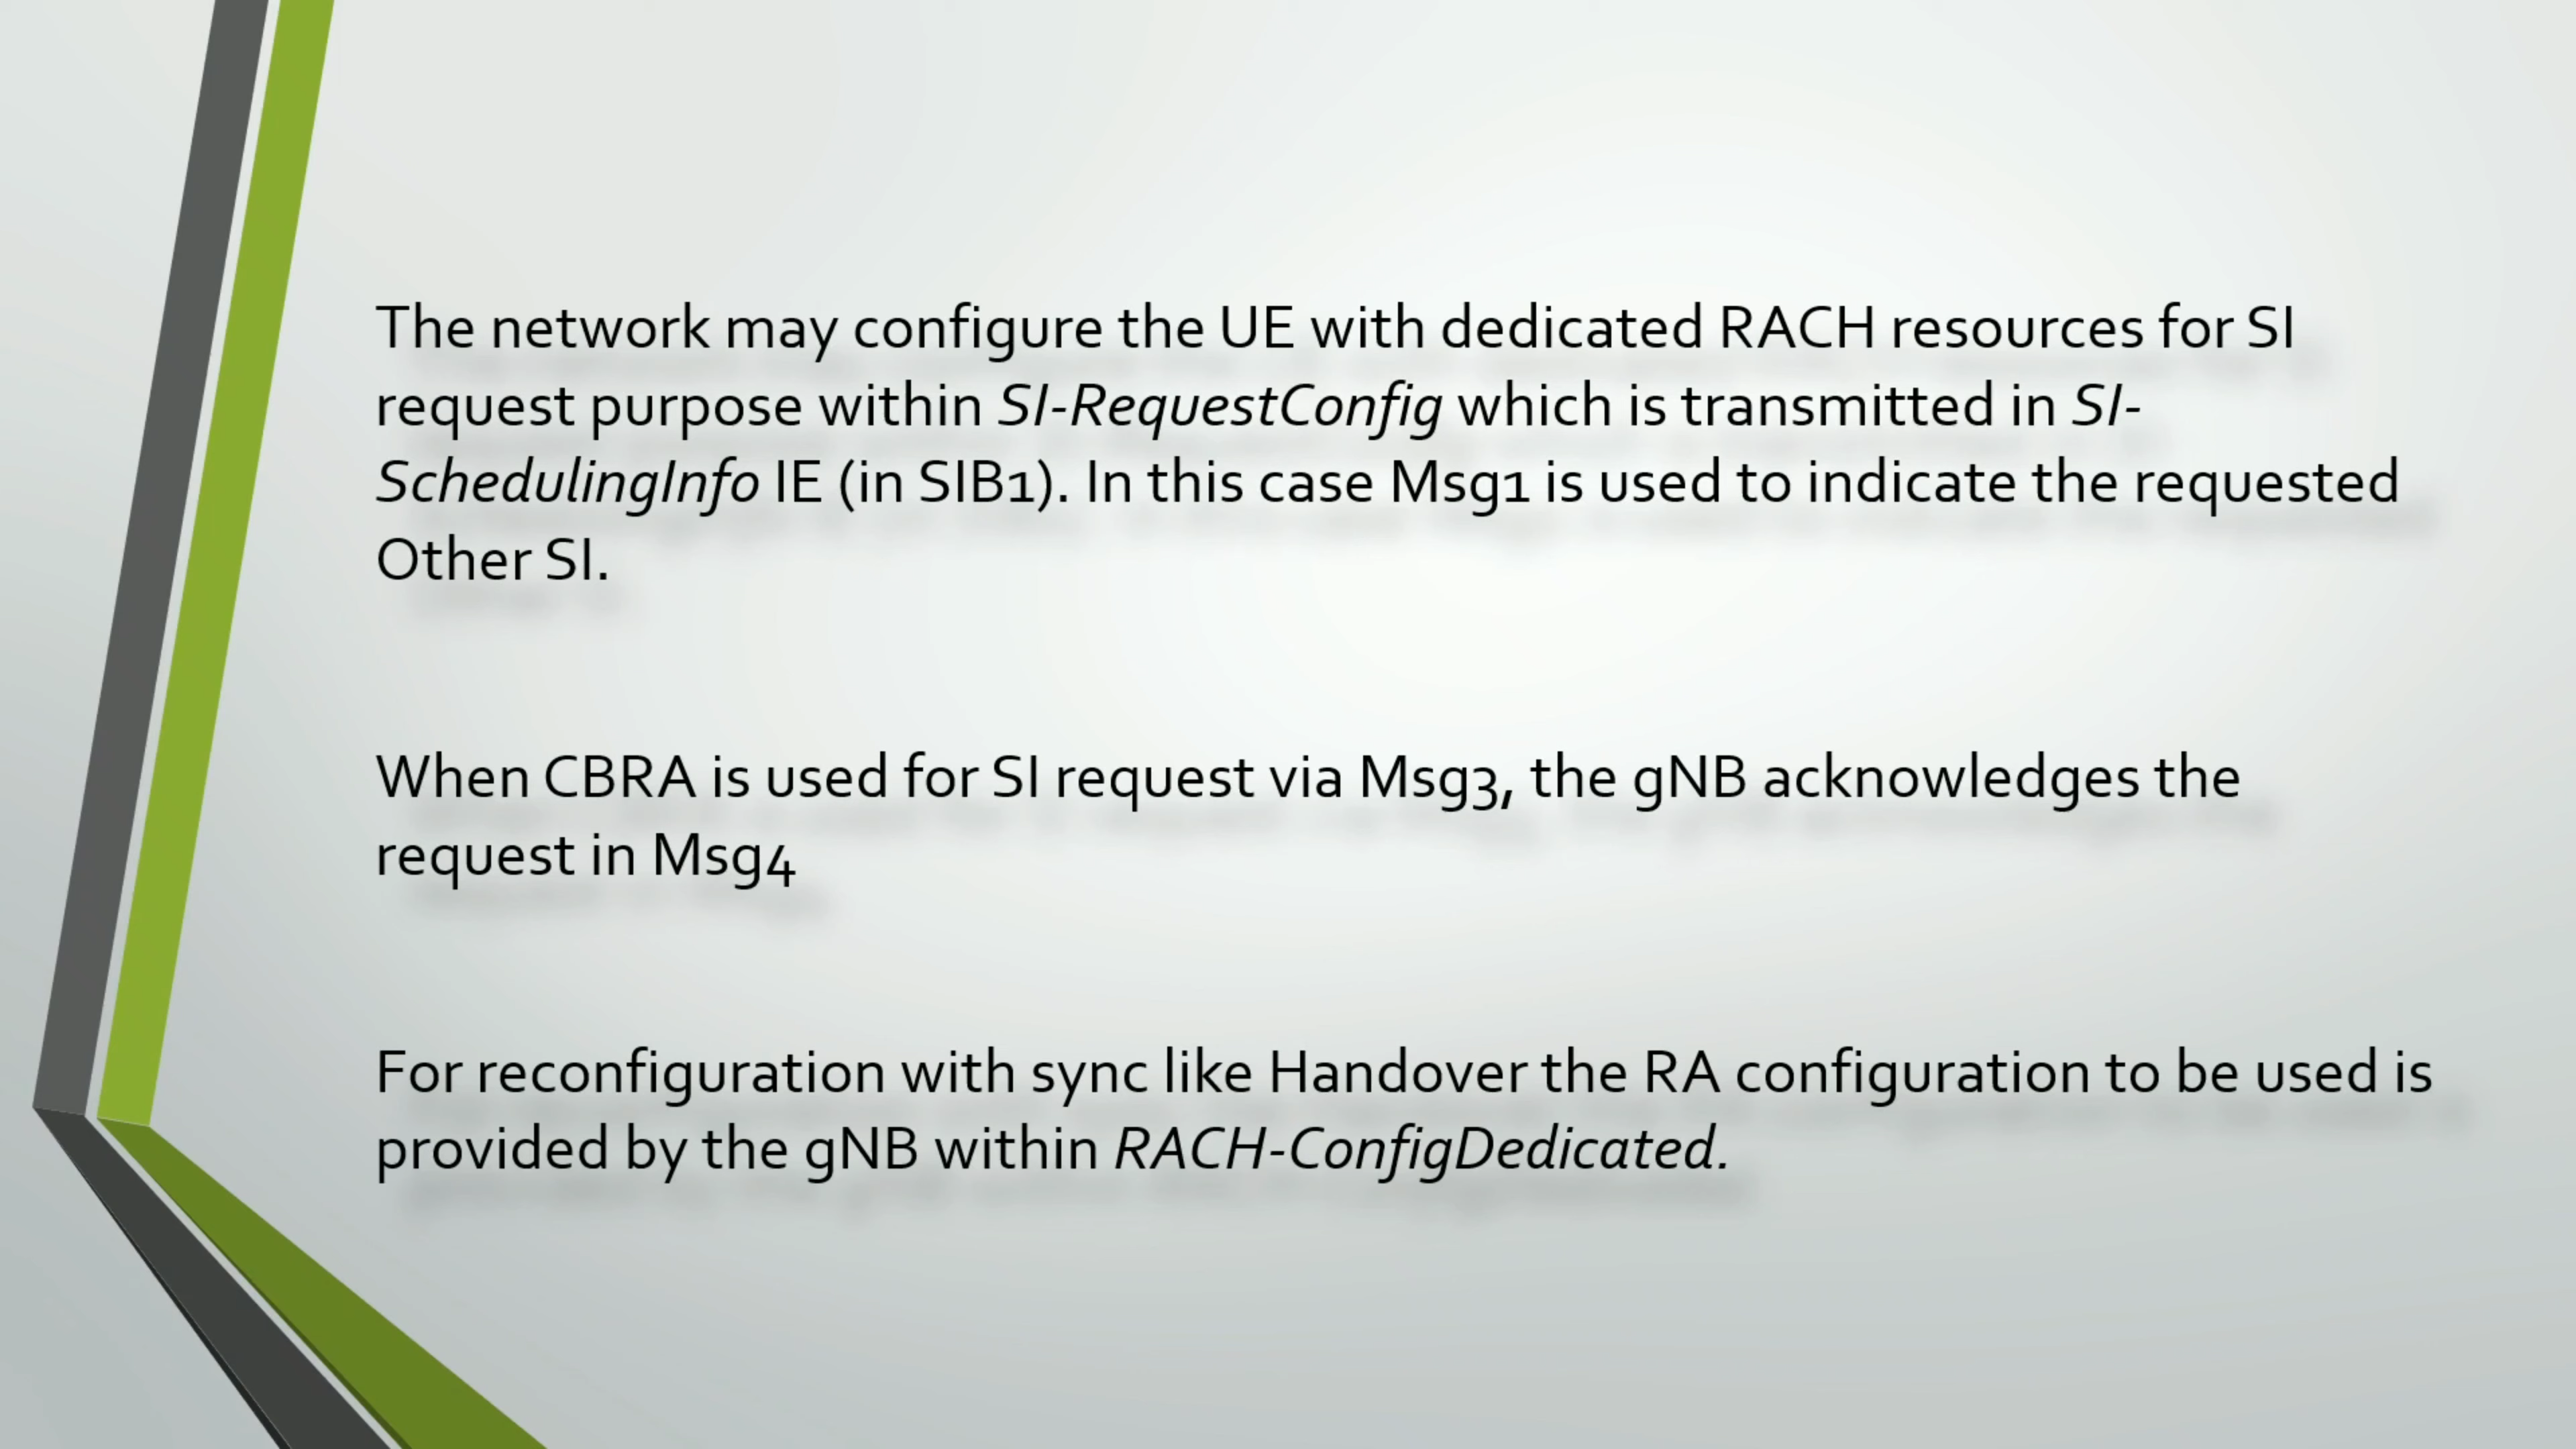 The network may configure the UE with dedicated RACH resources for SI
request purpose within SI-RequestConfig which is transmitted in SI-
SchedulingInfo IE (in SIB1). In this case Msg1 is used to indicate the requested
Other SI.
When CBRA is used for SI request via Msg3, the gNB acknowledges the
request in Msg4
For reconfiguration with sync like Handover the RA configuration to be used is
provided by the gNB within RACH-ConfigDedicated.